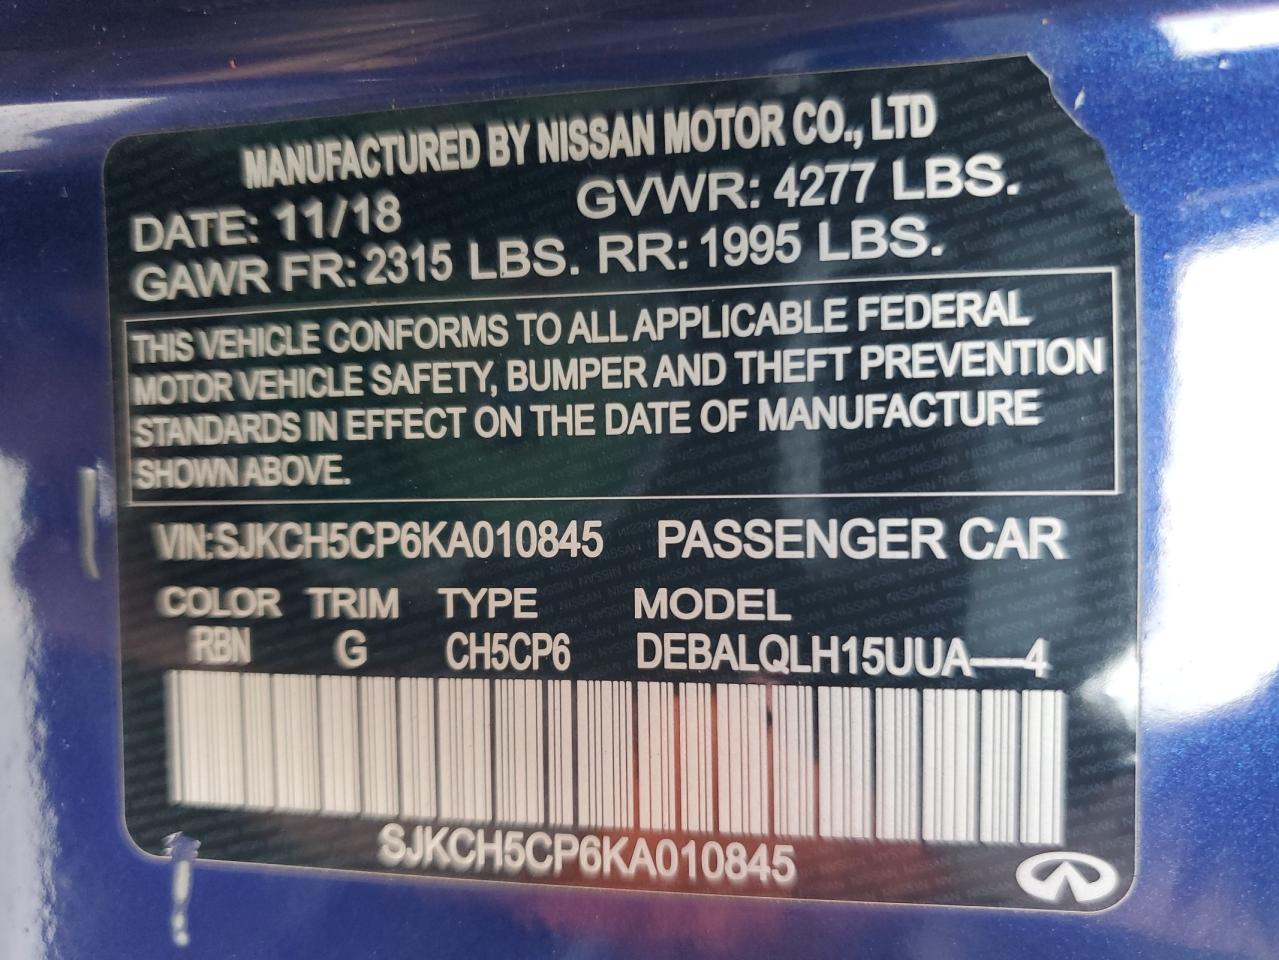 MANUFACTURED BY NISSAN MOTOR CO., LTD
DATE: 11/18 GVWR: 4277 LBS.
GAWR FR: 2315 LBS. RR: 1995 LBS.
THIS VEHICLE CONFORMS TO ALL APPLICABLE FEDERAL
MOTOR VEHICLE SAFETY, BUMPER AND THEFT PREVENTION
STANDARDS IN EFFECT ON THE DATE OF MANUFACTURE
SHOWN ABOVE.
VIN: SJKCH5CP6KA010845 PASSENGER CAR
COLOR TRIM TYPE MODEL
RBN G CH5CP6 DEBALQLH15UUA—4
SJKCH5CP6KA010845